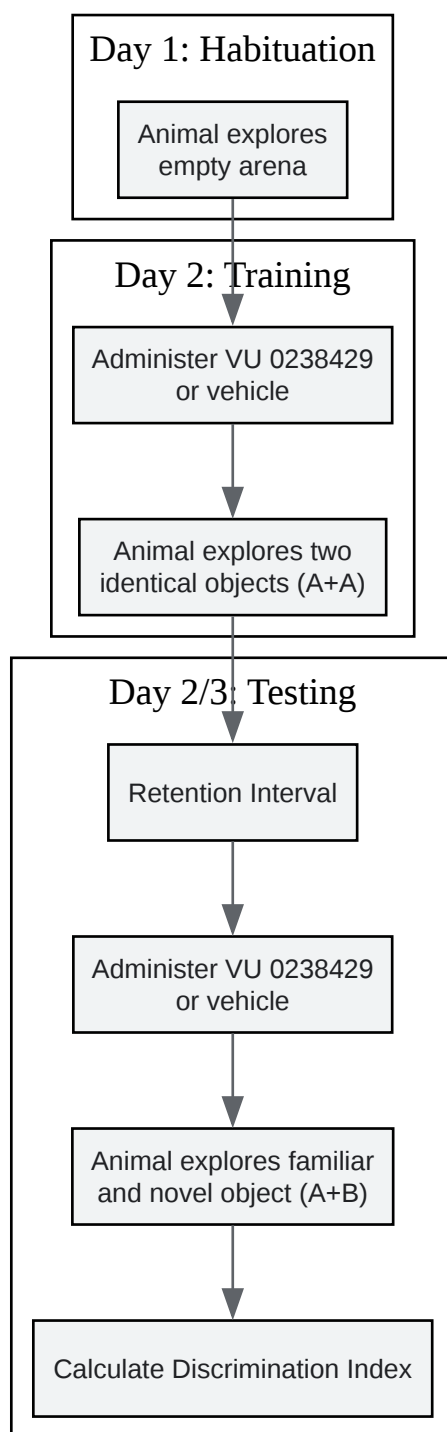 Day 1: Habituation
Animal explores
empty arena
Day 2: Training
Administer VU 0238429
or vehicle
Animal explores two
identical objects (A+A)
Day 2/3: Testing
Retention Interval
Administer VU 0238429
or vehicle
Animal explores familiar
and novel object (A+B)
Calculate Discrimination Index